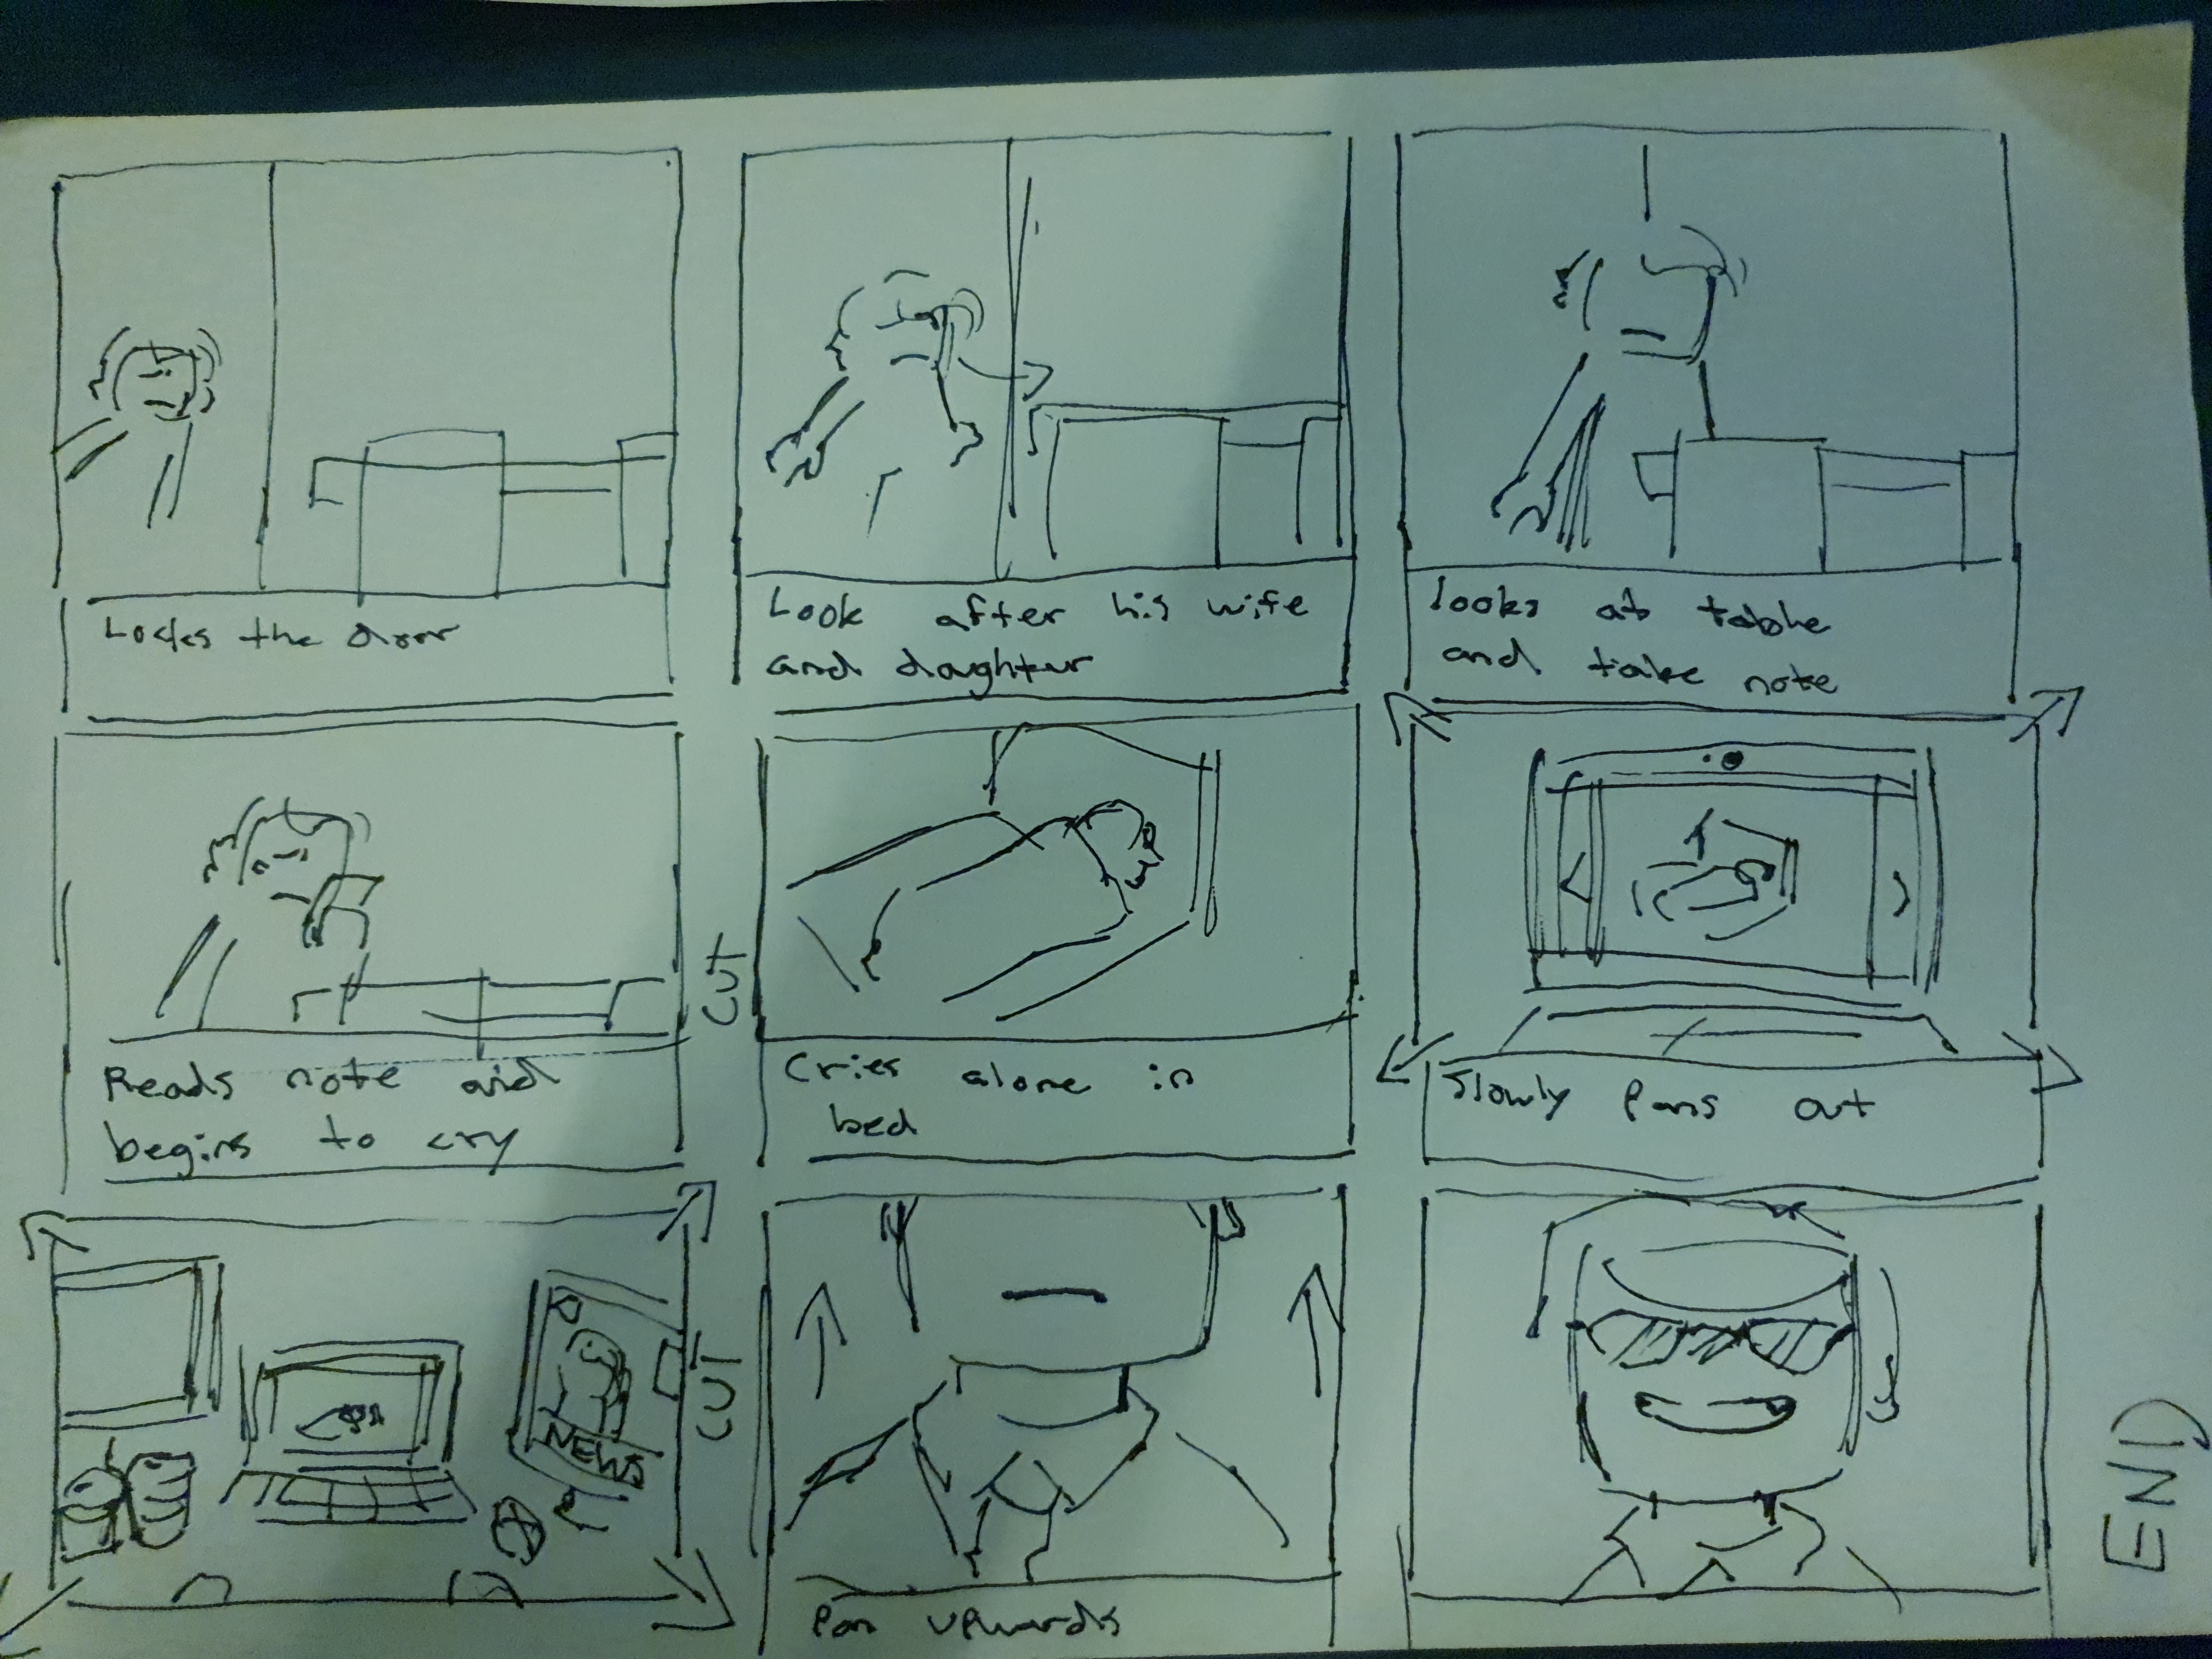 Locks the door
Look after his wife
and daughter
looks at table
and take note
Reads note and
begins to cry
CUT
Cries alone in
bed
Slowly Pans out
NEWS
CUT
Pan upwards
END